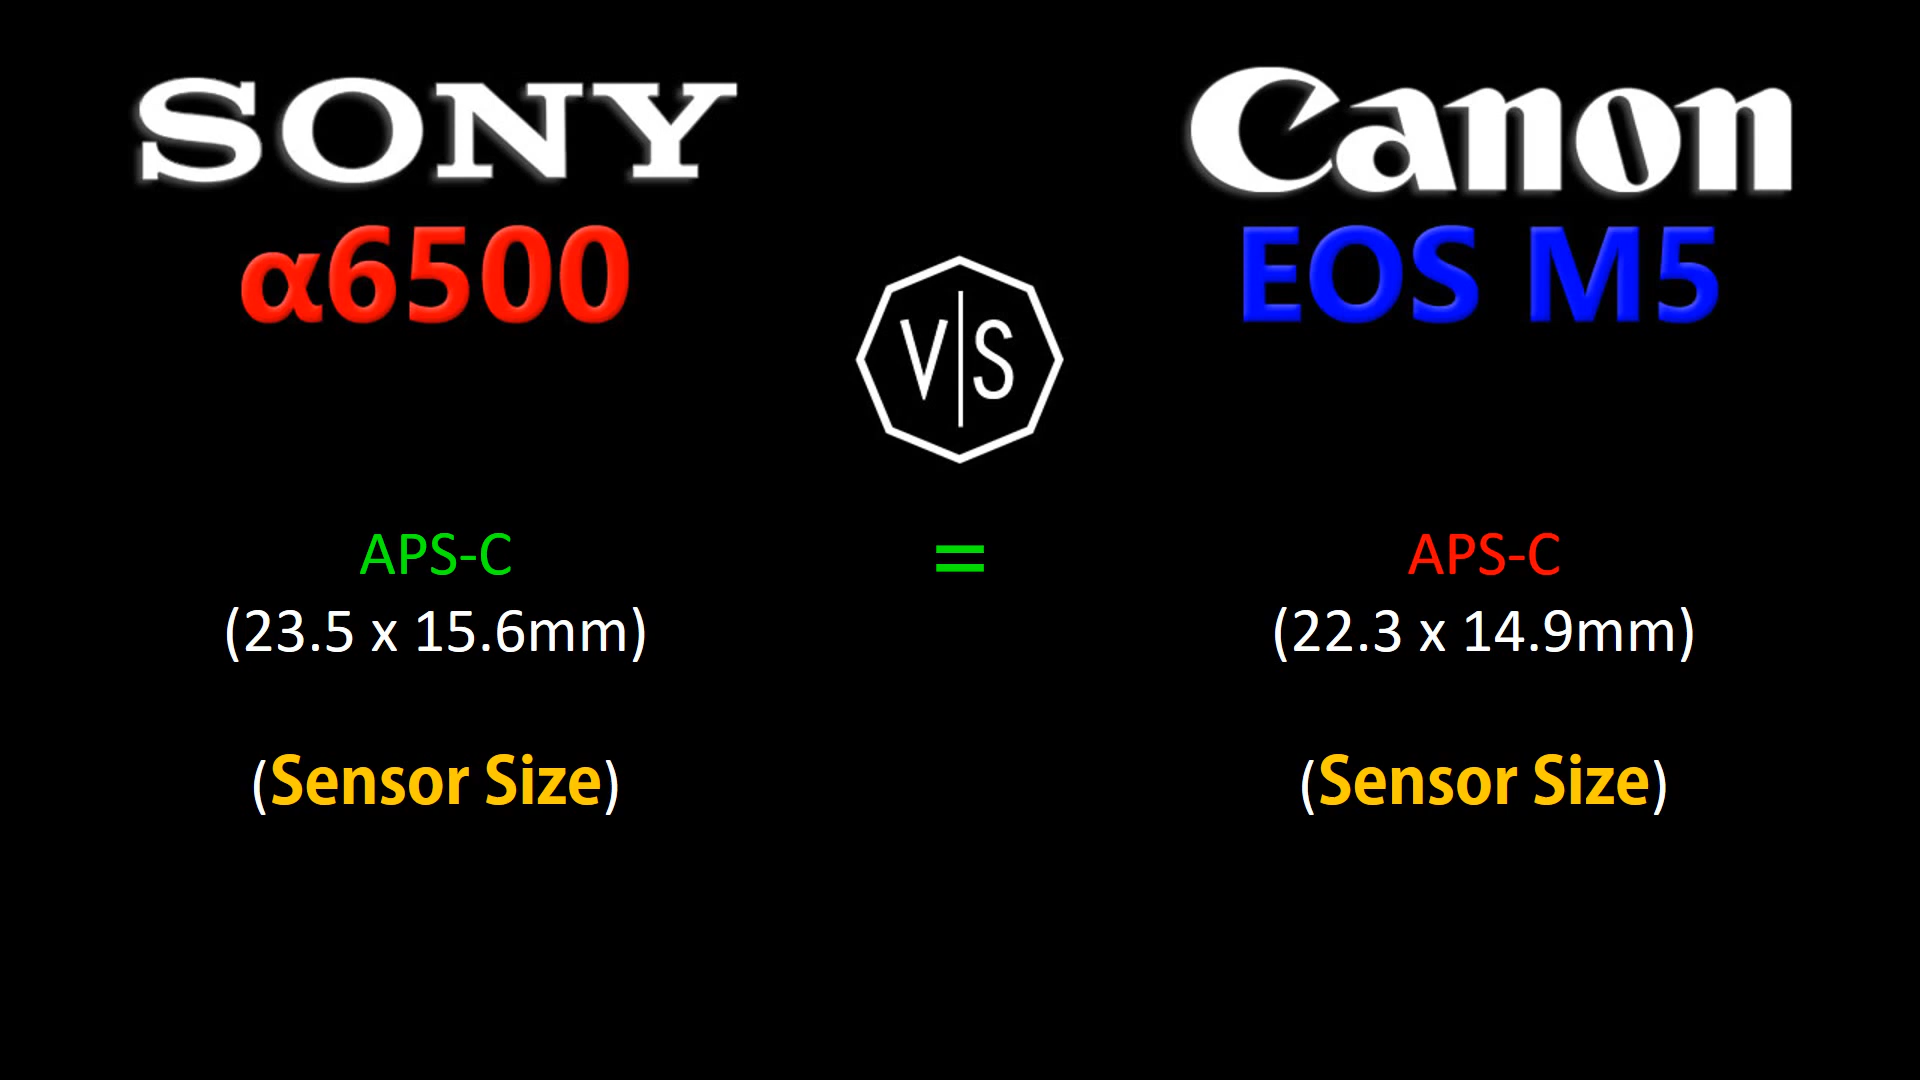 SONY
α6500
Canon
EOS M5
V|S
APS-C
(23.5 x 15.6mm)
=
APS-C
(22.3 x 14.9mm)
(Sensor Size)
(Sensor Size)